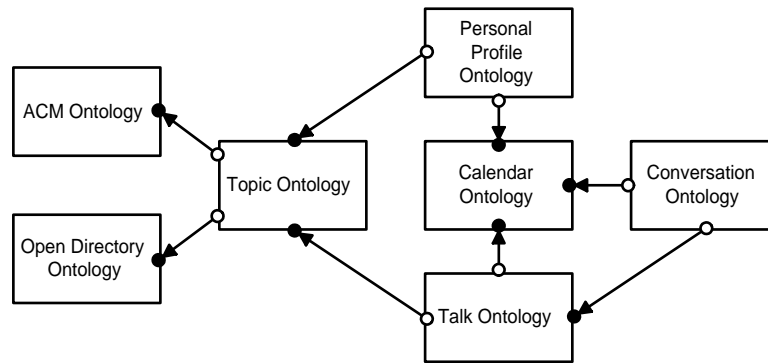 Personal
Profile
Ontology
ACM Ontology
Topic Ontology
Calendar
Ontology
Conversation
Ontology
Open Directory
Ontology
Talk Ontology